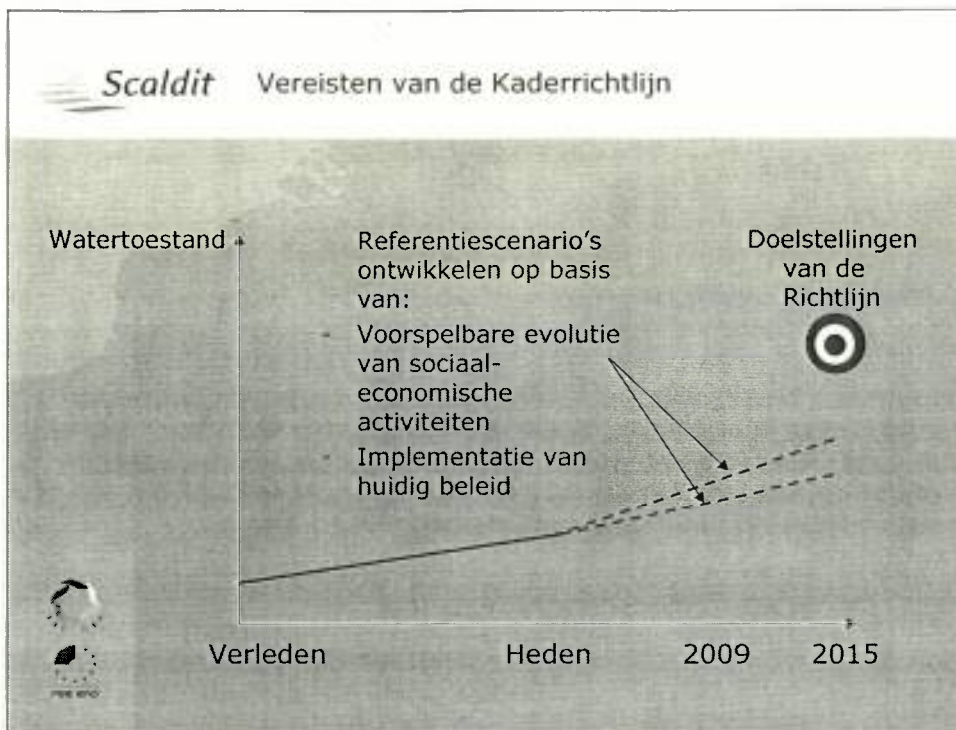 Scaldit Vereisten van de Kaderrichtlijn
Watertoestand
Referentiescenario's
ontwikkelen op basis
van:
- Voorspelbare evolutie
van sociaal-
economische
activiteiten
- Implementatie van
huidig beleid
Doelstellingen
van de
Richtlijn
Verleden
Heden
2009
2015